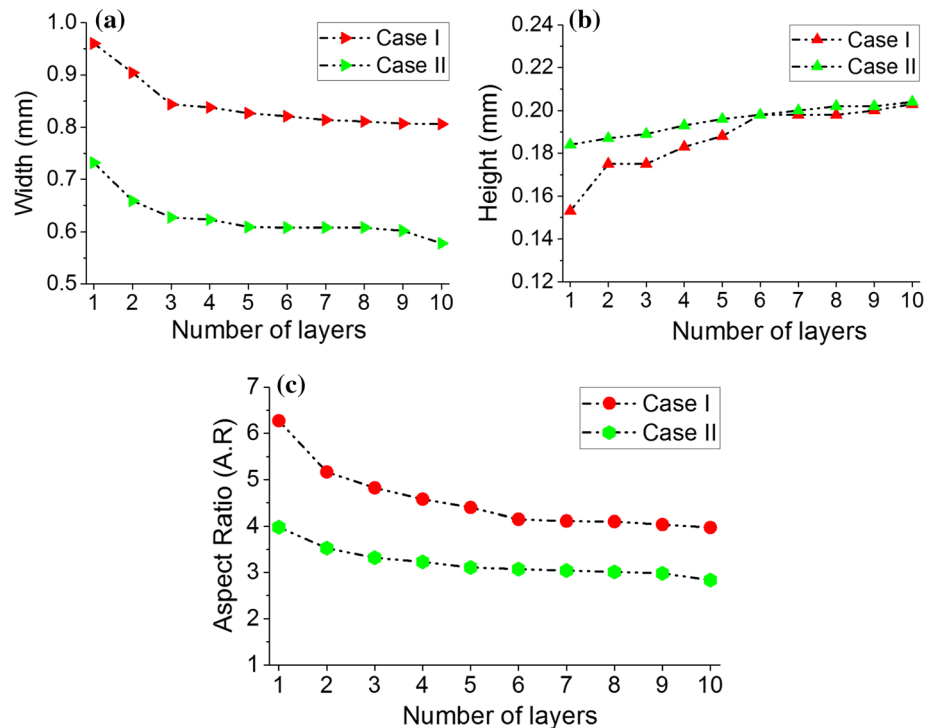 (a)
Case I
Case II
Width (mm)
1.0
0.9
0.8
0.7
0.6
0.5
1 2 3 4 5 6 7 8 9 10
Number of layers
(b)
Case I
Case II
Height (mm)
0.24
0.22
0.20
0.18
0.16
0.14
0.12
1 2 3 4 5 6 7 8 9 10
Number of layers
(c)
Case I
Case II
Aspect Ratio (A.R)
7
6
5
4
3
2
1
1 2 3 4 5 6 7 8 9 10
Number of layers